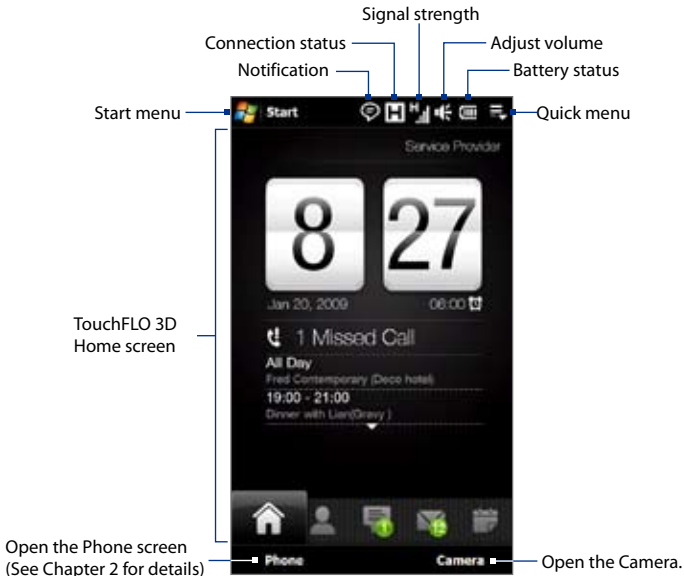 Signal strength
Connection status
Adjust volume
Notification
Battery status
Start menu
Start
H
H
Quick menu
Service Provider
8
27
Jan 20, 2009
06:00
TouchFLO 3D
Home screen
1 Missed Call
All Day
Fred Contemporary (Deco hotel)
19:00 - 21:00
Dinner with Lian(Gravy )
1
12
Open the Phone screen
(See Chapter 2 for details)
Phone
Camera
Open the Camera.